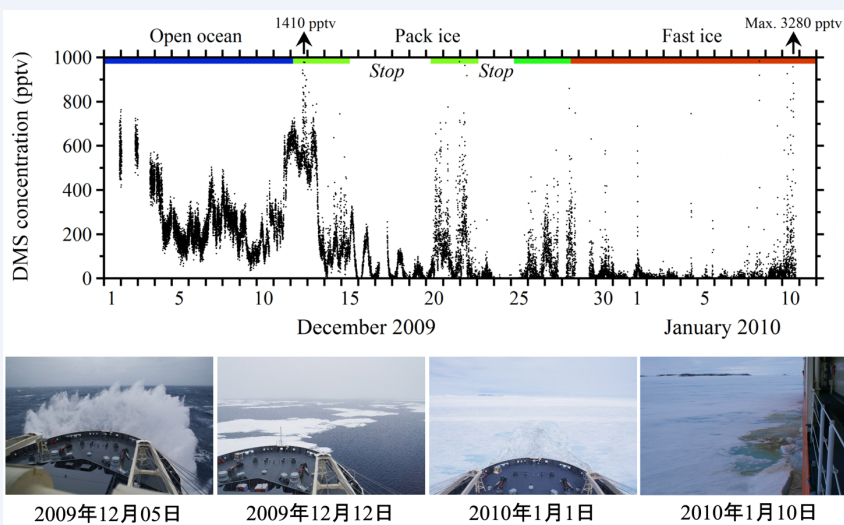 1410 pptv
Max. 3280 pptv
Open ocean
Pack ice
Fast ice
Stop
Stop
DMS concentration (pptv)
1000
800
600
400
200
0
1 5 10 15 20 25 30 1 5 10
December 2009
January 2010
2009年12月05日
2009年12月12日
2010年1月1日
2010年1月10日